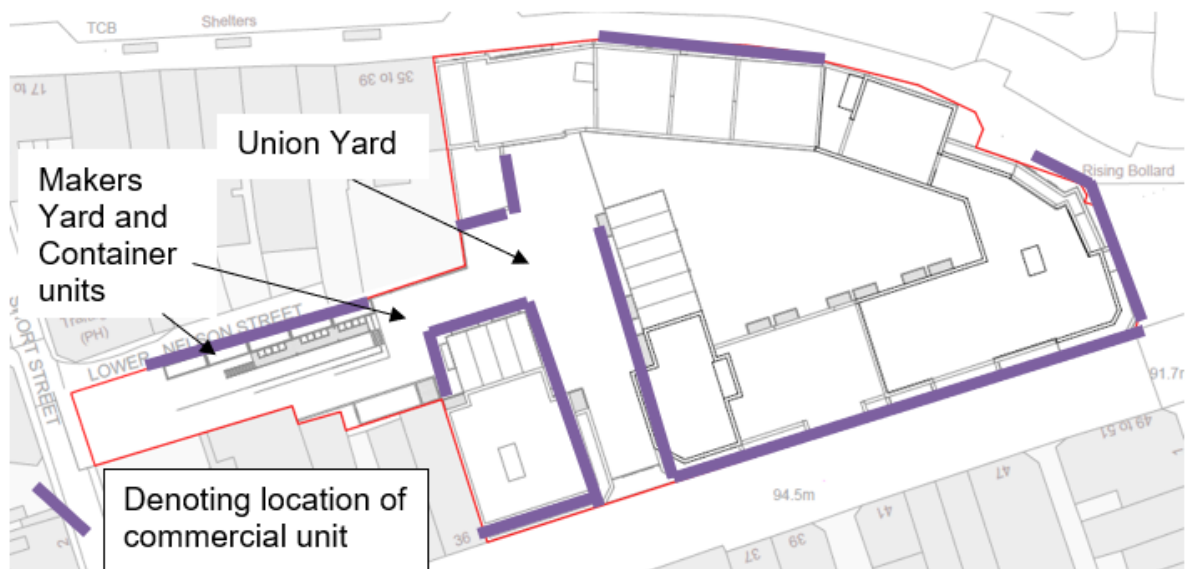 TCB
Shelters
17 to
35 to 39
Union Yard
Makers
Yard and
Container
units
Rising Bollard
(PH)
LOWER NELSON STREET
SHORT STREET
91.7m
49 to 51
1
47
94.5m
41
39
37
36
2
Denoting location of
commercial unit